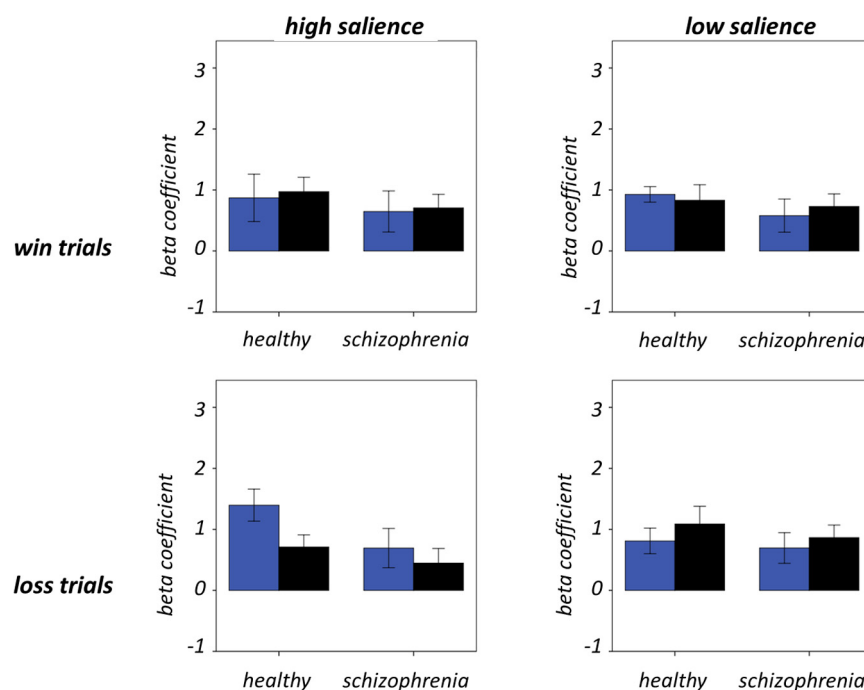 high salience
low salience
win trials
beta coefficient
3
2
1
0
-1
healthy schizophrenia
beta coefficient
3
2
1
0
-1
healthy schizophrenia
loss trials
beta coefficient
3
2
1
0
-1
healthy schizophrenia
beta coefficient
3
2
1
0
-1
healthy schizophrenia